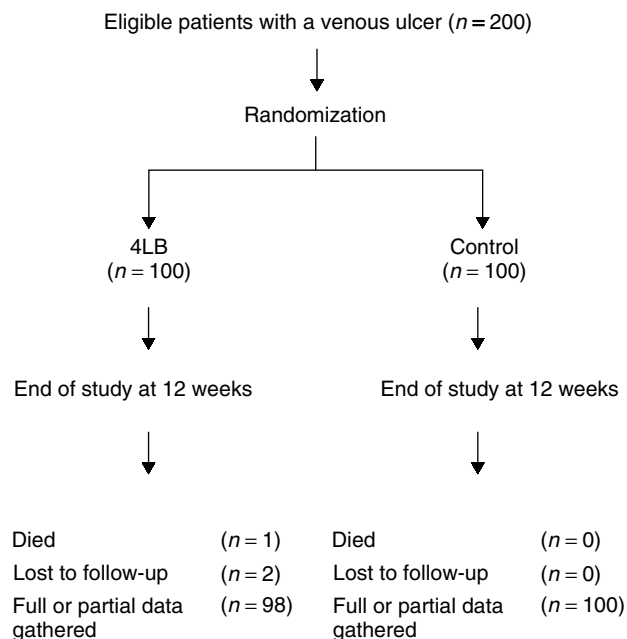 Eligible patients with a venous ulcer (n = 200)
Randomization
4LB
(n = 100)
Control
(n = 100)
End of study at 12 weeks
End of study at 12 weeks
Died (n = 1)
Lost to follow-up (n = 2)
Full or partial data (n = 98)
gathered
Died (n = 0)
Lost to follow-up (n = 0)
Full or partial data (n = 100)
gathered